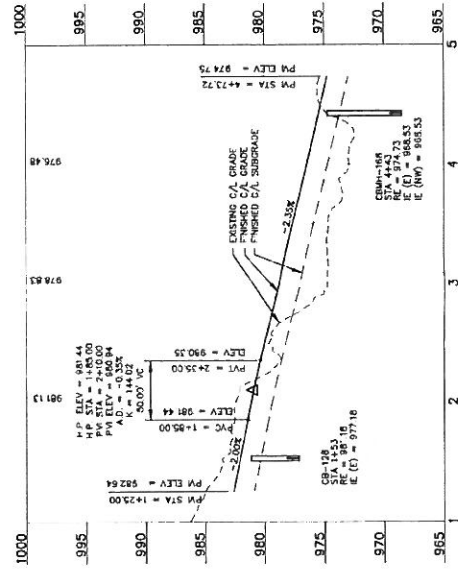 1000
995
990
985
980
975
970
965
981.13
978.83
976.48
H.P. ELEV = 981.44
H.P. STA = 1+85.00
PVI STA = 2+10.00
PVI ELEV = 980.94
A.D. = -0.35%
K = 144.02
50.00' VC
PVI STA = 1+25.00
PVI ELEV = 982.64
PVC = 1+85.00
ELEV = 981.44
PVI = 2+35.00
ELEV = 980.35
PVI STA = 4+73.72
PVI ELEV = 974.75
-2.00%
-2.35%
EXISTING C/L GRADE
FINISHED C/L GRADE
FINISHED C/L SUBGRADE
CB-128
STA 1+53
RE = 981.18
IE (E) = 977.18
CBMH-168
STA 4+43
RE = 974.73
IE (E) = 968.53
IE (NW) = 968.53
1000
995
990
985
980
975
970
965
1
2
3
4
5